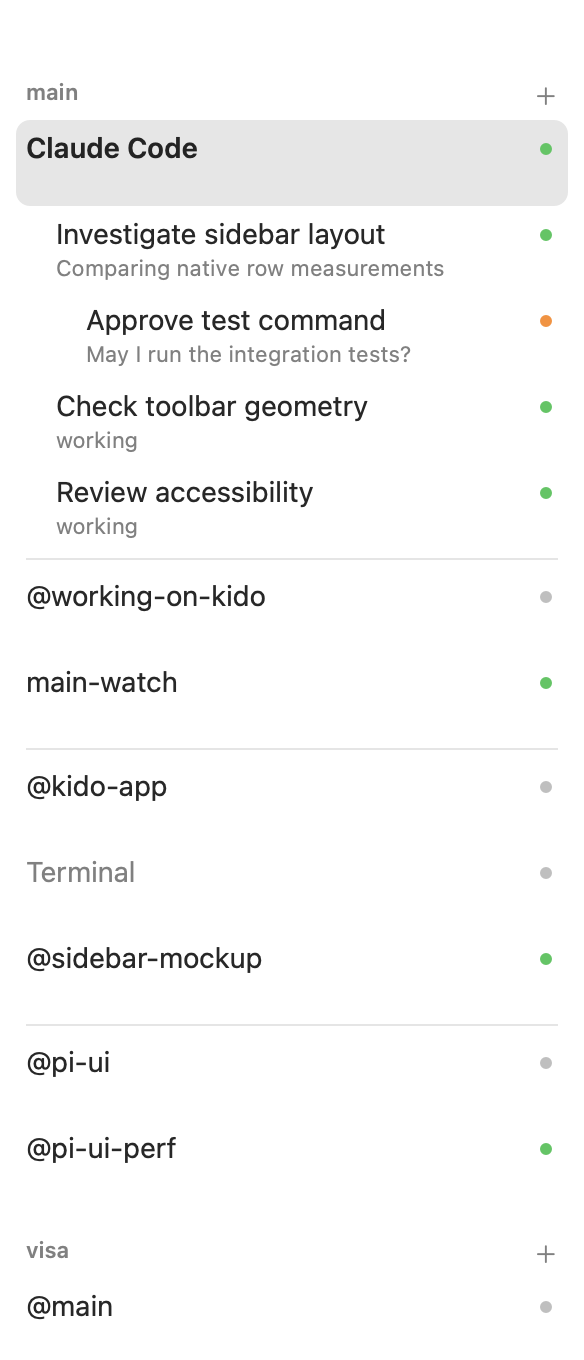 main
Claude Code
Investigate sidebar layout
Comparing native row measurements
Approve test command
May I run the integration tests?
Check toolbar geometry
working
Review accessibility
working
@working-on-kido
main-watch
@kido-app
Terminal
@sidebar-mockup
@pi-ui
@pi-ui-perf
visa
@main